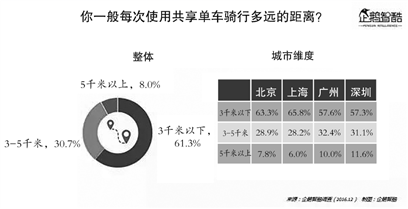 你一般每次使用共享单车骑行多远的距离?
企鹅智酷
PENGUIN INTELLIGENCE
整体
5千米以上, 8.0%
3-5千米, 30.7%
3千米以下,
61.3%
城市维度
北京 上海 广州 深圳
3千米以下 63.3% 65.8% 57.6% 57.3%
3-5千米 28.9% 28.2% 32.4% 31.1%
5千米以上 7.8% 6.0% 10.0% 11.6%
来源:企鹅智酷调查(2016.12) 制图:企鹅智酷